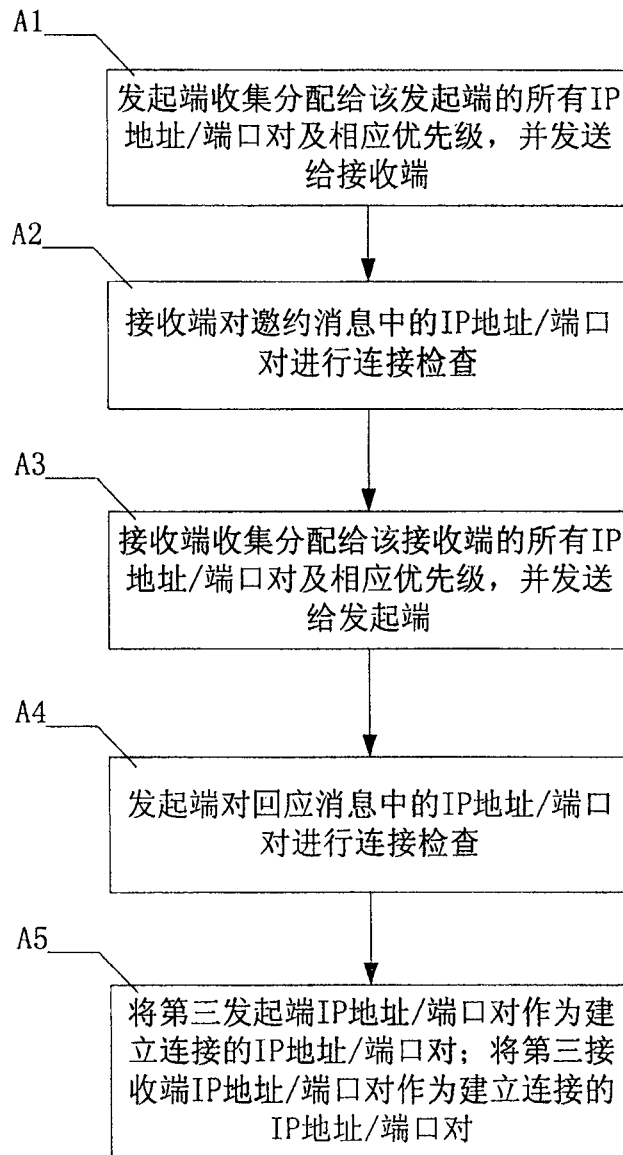 A1
发起端收集分配给该发起端的所有IP
地址/端口对及相应优先级，并发送
给接收端
A2
接收端对邀约消息中的IP地址/端口
对进行连接检查
A3
接收端收集分配给该接收端的所有IP
地址/端口对及相应优先级，并发送
给发起端
A4
发起端对回应消息中的IP地址/端口
对进行连接检查
A5
将第三发起端IP地址/端口对作为建
立连接的IP地址/端口对；将第三接
收端IP地址/端口对作为建立连接的
IP地址/端口对